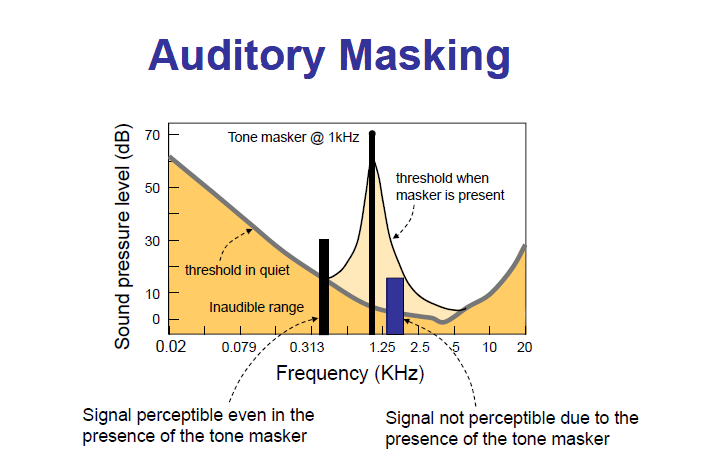 Auditory Masking
Sound pressure level (dB)
70
50
30
10
0
Tone masker @ 1kHz
threshold when
masker is present
threshold in quiet
Inaudible range
0.02 0.079 0.313 1.25 2.5 5 10 20
Frequency (KHz)
Signal perceptible even in the
presence of the tone masker
Signal not perceptible due to the
presence of the tone masker